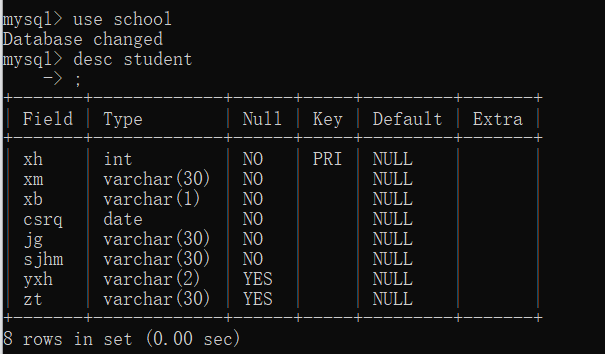 mysql> use school
Database changed
mysql> desc student
    -> ;
+-------+-------------+------+-----+---------+-------+
| Field | Type        | Null | Key | Default | Extra |
+-------+-------------+------+-----+---------+-------+
| xh    | int         | NO   | PRI | NULL    |       |
| xm    | varchar(30) | NO   |     | NULL    |       |
| xb    | varchar(1)  | NO   |     | NULL    |       |
| csrq  | date        | NO   |     | NULL    |       |
| jg    | varchar(30) | NO   |     | NULL    |       |
| sjhm  | varchar(30) | NO   |     | NULL    |       |
| yxh   | varchar(2)  | YES  |     | NULL    |       |
| zt    | varchar(30) | YES  |     | NULL    |       |
+-------+-------------+------+-----+---------+-------+
8 rows in set (0.00 sec)